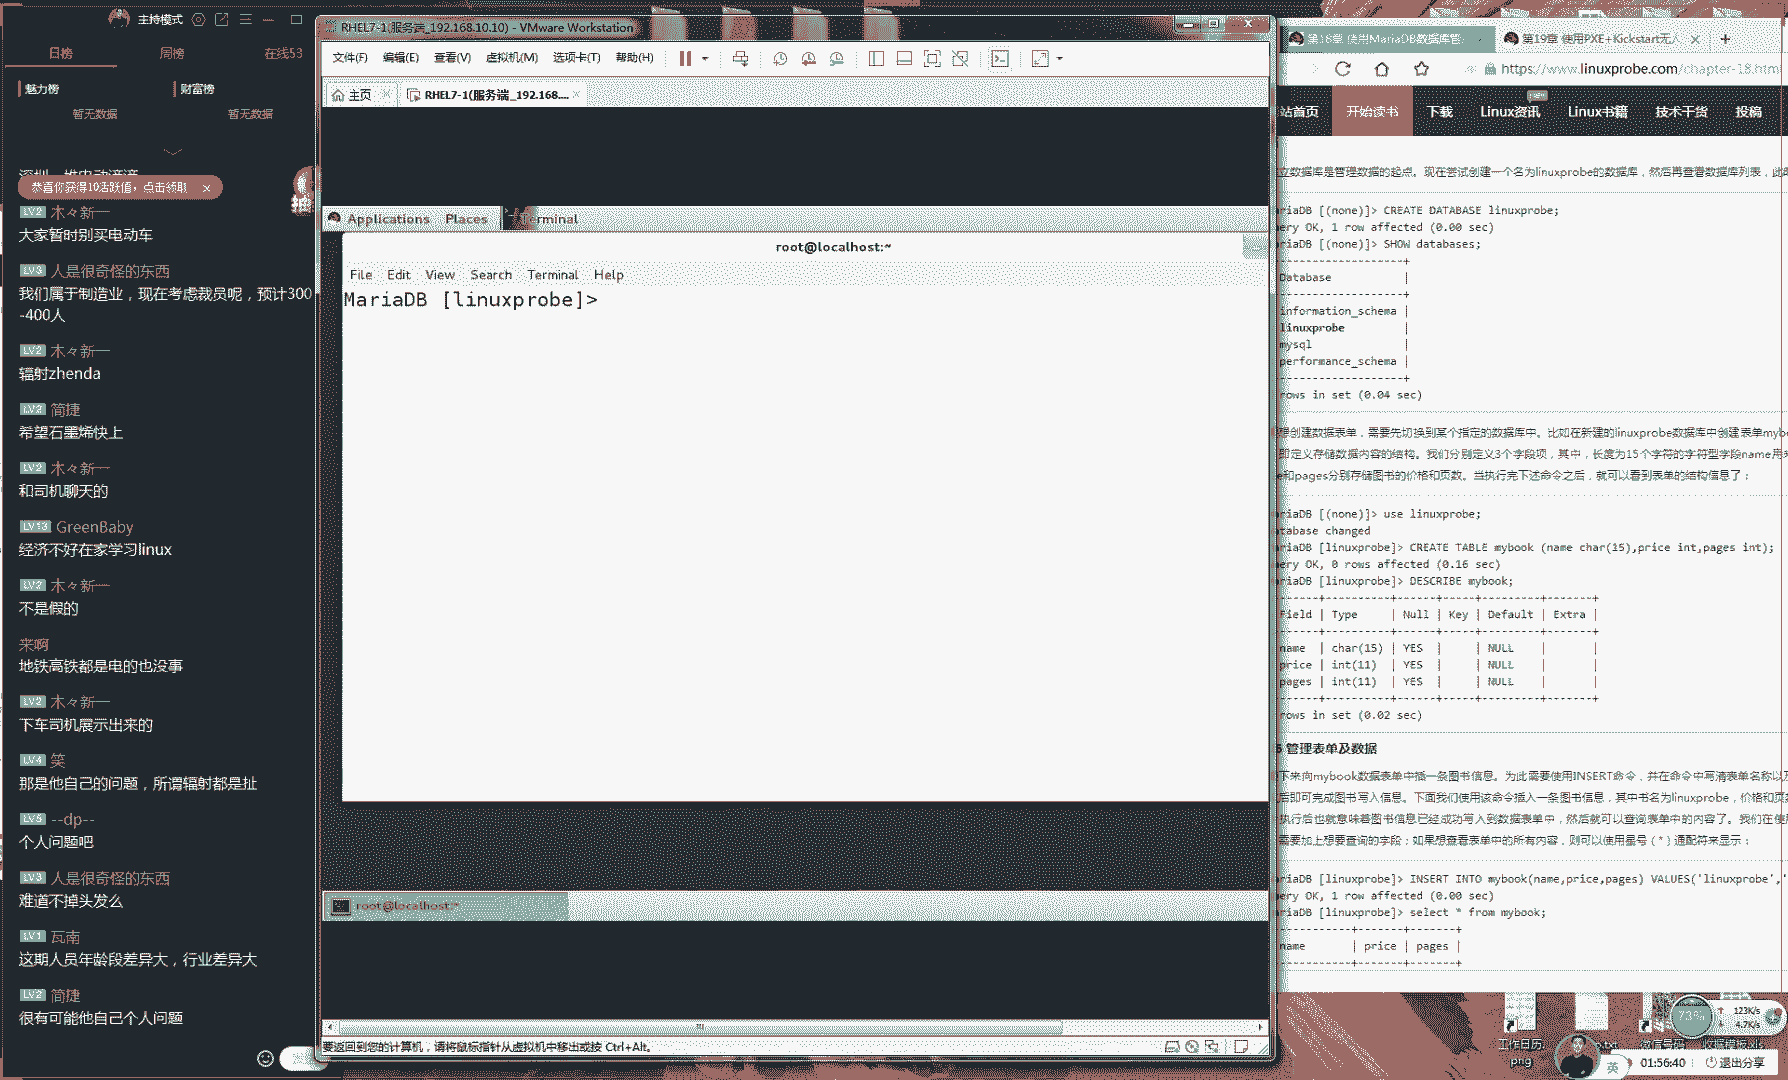 主持模式
日榜 周榜 在线53
魅力榜 财富榜
暂无数据 暂无数据
恭喜你获得10活跃值，点击领取 ×
LV2 木々新一
大家暂时别买电动车
LV3 人是很奇怪的东西
我们属于制造业，现在考虑裁员呢，预计300
-400人
LV2 木々新一
辐射zhenda
LV2 简捷
希望石墨烯快上
LV2 木々新一
和司机聊天的
LV13 GreenBaby
经济不好在家学习linux
LV2 木々新一
不是假的
来啊
地铁高铁都是电的也没事
LV2 木々新一
下车司机展示出来的
LV4 笑
那是他自己的问题，所谓辐射都是扯
LV5 --dp--
个人问题吧
LV3 人是很奇怪的东西
难道不掉头发么
LV1 瓦南
这期人员年龄段差异大，行业差异大
LV2 简捷
很有可能他自己个人问题
RHEL7-1(服务端_192.168.10.10) - VMware Workstation
文件(F) 编辑(E) 查看(V) 虚拟机(M) 选项卡(T) 帮助(H)
主页 × RHEL7-1(服务端_192.168.... ×
Applications Places Terminal
root@localhost:~
File Edit View Search Terminal Help
MariaDB [linuxprobe]>
root@localhost:~
要返回到您的计算机，请将鼠标指针从虚拟机中移出或按 Ctrl+Alt。
第18章 使用MariaDB数据库管 第19章 使用PXE+Kickstart无人
https://www.linuxprobe.com/chapter-18.html
站首页 开始读书 下载 Linux资讯 Linux书籍 技术干货 投稿
立数据库是管理数据的起点。现在尝试创建一个名为linuxprobe的数据库，然后再查看数据库列表，此
riaDB [(none)]> CREATE DATABASE linuxprobe;
ery OK, 1 row affected (0.00 sec)
riaDB [(none)]> SHOW databases;
------------------+
Database |
------------------+
information_schema |
linuxprobe |
mysql |
performance_schema |
------------------+
rows in set (0.04 sec)
想创建数据表单，需要先切换到某个指定的数据库中。比如在新建的linuxprobe数据库中创建表单mybo
即定义存储数据内容的结构。我们分别定义3个字段项，其中，长度为15个字符的字符型字段name用来
e和pages分别存储图书的价格和页数。当执行完下述命令之后，就可以看到表单的结构信息了：
riaDB [(none)]> use linuxprobe;
tabase changed
riaDB [linuxprobe]> CREATE TABLE mybook (name char(15),price int,pages int);
ery OK, 0 rows affected (0.16 sec)
riaDB [linuxprobe]> DESCRIBE mybook;
------+----------+------+-----+---------+-------+
Field | Type | Null | Key | Default | Extra |
------+----------+------+-----+---------+-------+
name | char(15) | YES | | NULL | |
price | int(11) | YES | | NULL | |
pages | int(11) | YES | | NULL | |
------+----------+------+-----+---------+-------+
rows in set (0.02 sec)
5 管理表单及数据
下来向mybook数据表单中插一条图书信息。为此需要使用INSERT命令，并在命令中写清表单名称以及
后即可完成图书写入信息。下面我们使用该命令插入一条图书信息，其中书名为linuxprobe，价格和页数
执行后也就意味着图书信息已经成功写入到数据表单中，然后就可以查询表单中的内容了。我们在使用
需要加上想要查询的字段；如果想查看表单中的所有内容，则可以使用星号（*）通配符来显示：
riaDB [linuxprobe]> INSERT INTO mybook(name,price,pages) VALUES('linuxprobe','
ery OK, 1 row affected (0.00 sec)
riaDB [linuxprobe]> select * from mybook;
-----------+-------+-------+
name | price | pages |
-----------+-------+-------+
73% 123K/s
4.7K/s
工作日历.
png
英 01:56:40 退出分享